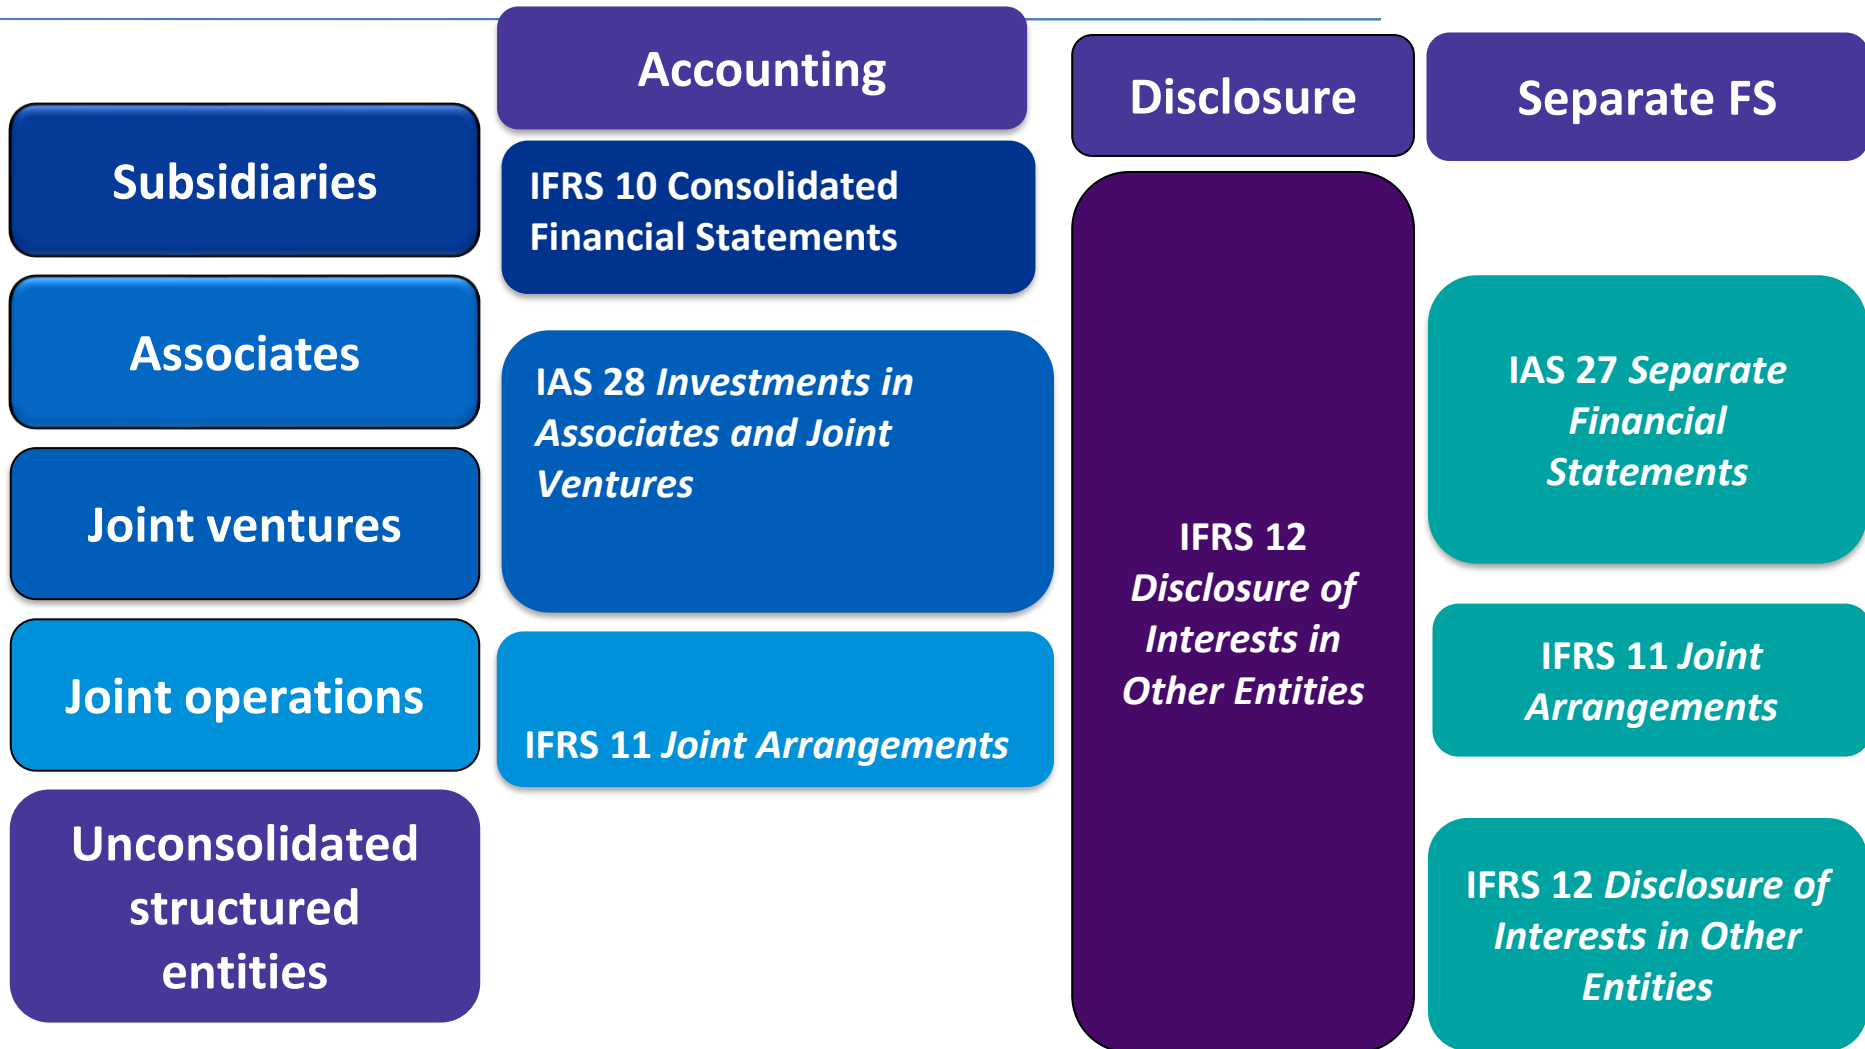 Accounting
Disclosure
Separate FS
Subsidiaries
IFRS 10 Consolidated
Financial Statements
Associates
IAS 28 Investments in
Associates and Joint
Ventures
Joint ventures
Joint operations
IFRS 11 Joint Arrangements
Unconsolidated
structured
entities
IFRS 12
Disclosure of
Interests in
Other Entities
IAS 27 Separate
Financial
Statements
IFRS 11 Joint
Arrangements
IFRS 12 Disclosure of
Interests in Other
Entities